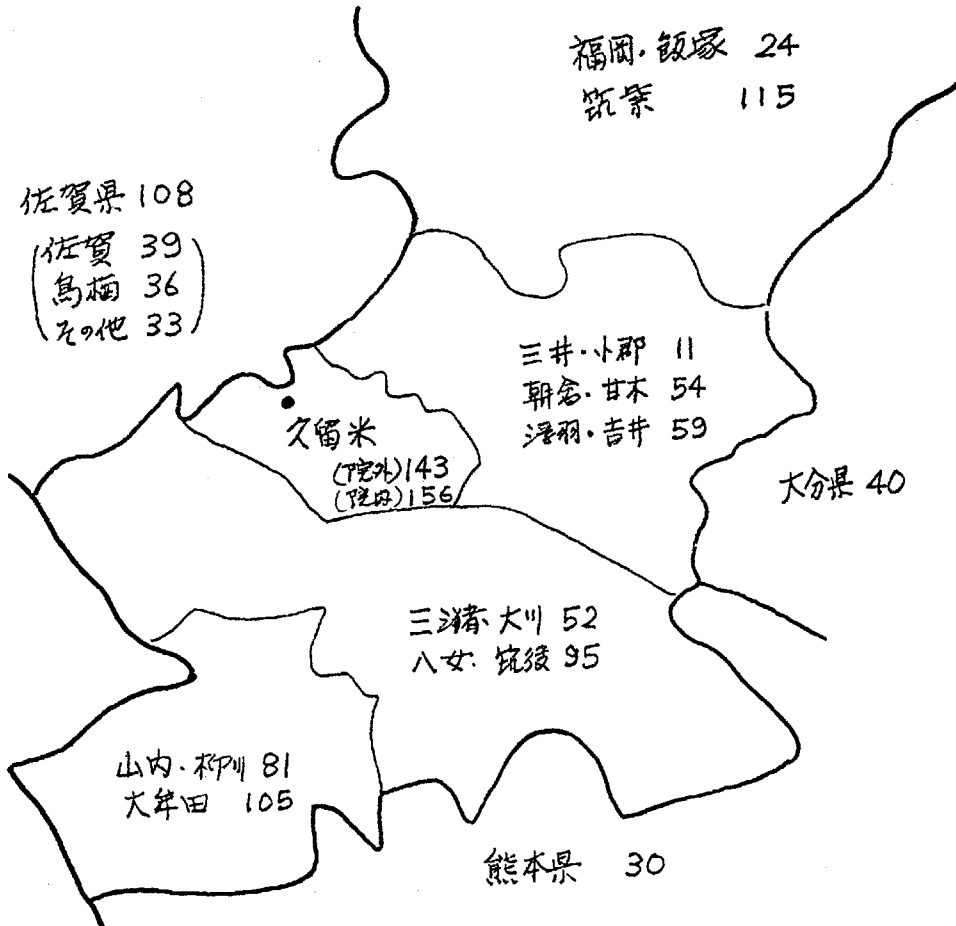 福岡・飯塚 24
筑紫 115
佐賀県 108
(佐賀 39
鳥栖 36
その他 33)
三井・小郡 11
朝倉・甘木 54
浮羽・吉井 59
久留米
(院外)143
(院内)156
大分県 40
三潴・大川 52
八女・筑後 95
山内・柳川 81
大牟田 105
熊本県 30